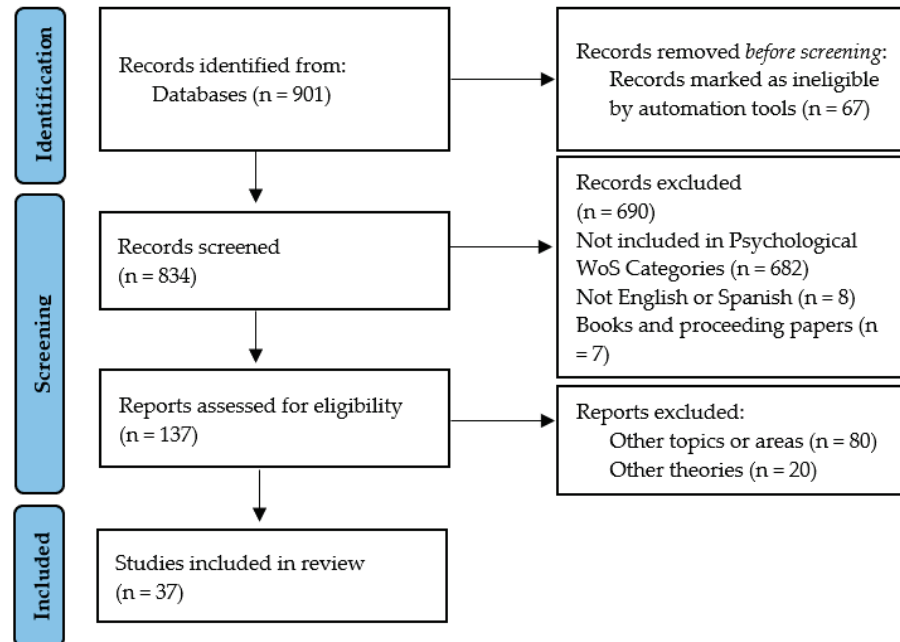 Identification
Records identified from:
Databases (n = 901)
Records removed before screening:
Records marked as ineligible
by automation tools (n = 67)
Screening
Records screened
(n = 834)
Records excluded
(n = 690)
Not included in Psychological
WoS Categories (n = 682)
Not English or Spanish (n = 8)
Books and proceeding papers (n
= 7)
Reports assessed for eligibility
(n = 137)
Reports excluded:
Other topics or areas (n = 80)
Other theories (n = 20)
Included
Studies included in review
(n = 37)